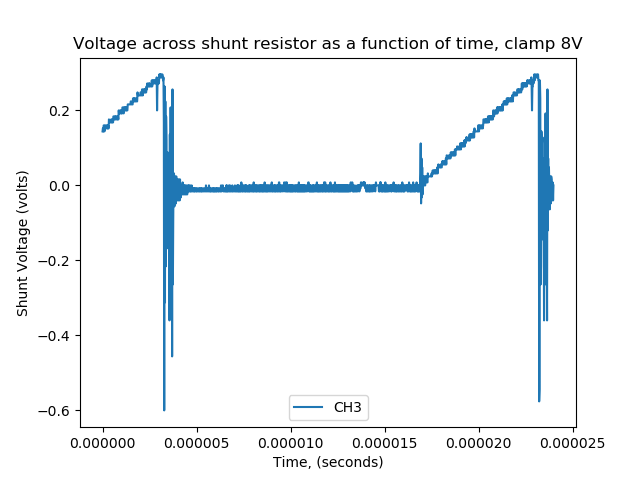 Voltage across shunt resistor as a function of time, clamp 8V
0.2
0.0
−0.2
−0.4
−0.6
Shunt Voltage (volts)
CH3
0.000000 0.000005 0.000010 0.000015 0.000020 0.000025
Time, (seconds)